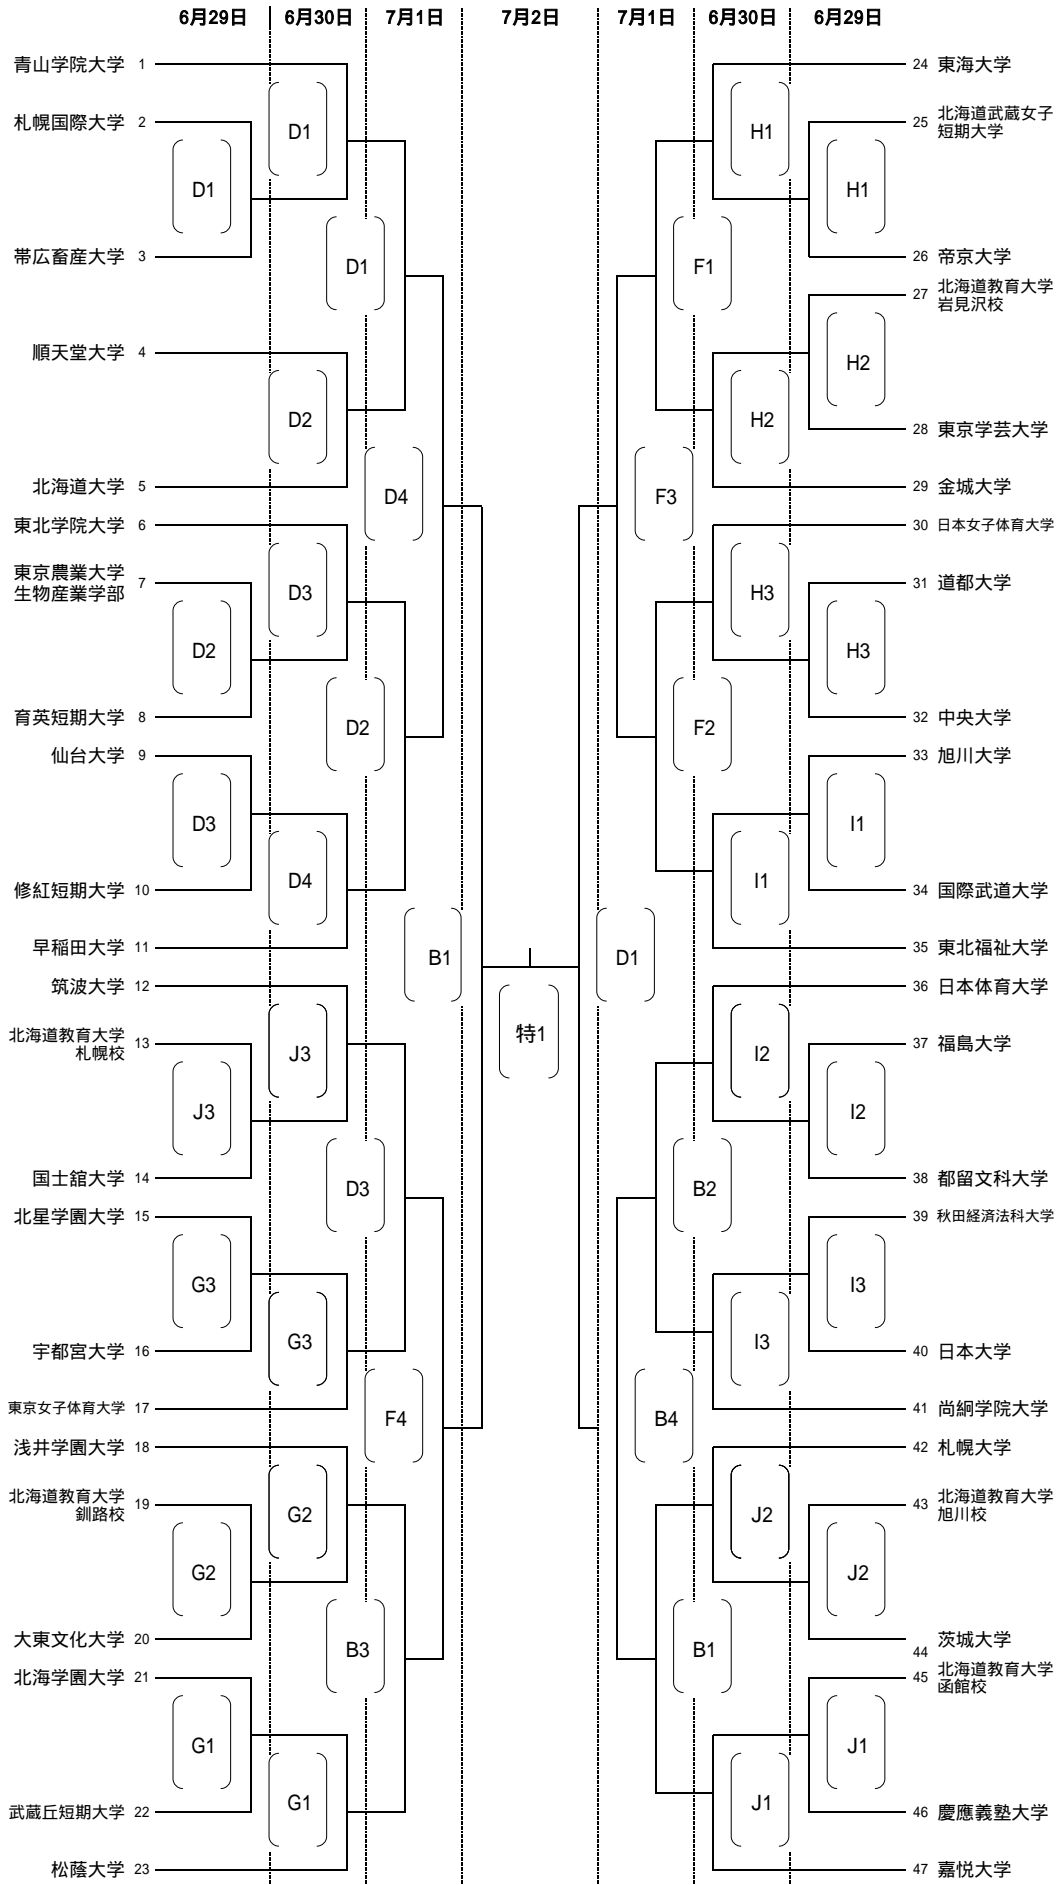 6月29日 6月30日 7月1日 7月2日 7月1日 6月30日 6月29日
青山学院大学 1
札幌国際大学 2
D1
D1
帯広畜産大学 3
D1
順天堂大学 4
D2
北海道大学 5
D4
東北学院大学 6
東京農業大学
生物産業学部 7
D3
D2
育英短期大学 8
D2
仙台大学 9
D3
D4
修紅短期大学 10
早稲田大学 11
B1
筑波大学 12
北海道教育大学
札幌校 13
J3
J3
国士舘大学 14
D3
北星学園大学 15
G3
G3
宇都宮大学 16
東京女子体育大学 17
F4
浅井学園大学 18
北海道教育大学
釧路校 19
G2
G2
大東文化大学 20
B3
北海学園大学 21
G1
G1
武蔵丘短期大学 22
松蔭大学 23
特1
24 東海大学
25 北海道武蔵女子
短期大学
H1
H1
26 帝京大学
F1
27 北海道教育大学
岩見沢校
H2
H2
28 東京学芸大学
29 金城大学
F3
30 日本女子体育大学
31 道都大学
H3
H3
32 中央大学
F2
33 旭川大学
I1
I1
34 国際武道大学
35 東北福祉大学
D1
36 日本体育大学
37 福島大学
I2
I2
38 都留文科大学
B2
39 秋田経済法科大学
I3
I3
40 日本大学
41 尚絅学院大学
B4
42 札幌大学
43 北海道教育大学
旭川校
J2
J2
44 茨城大学
B1
45 北海道教育大学
函館校
J1
J1
46 慶應義塾大学
47 嘉悦大学